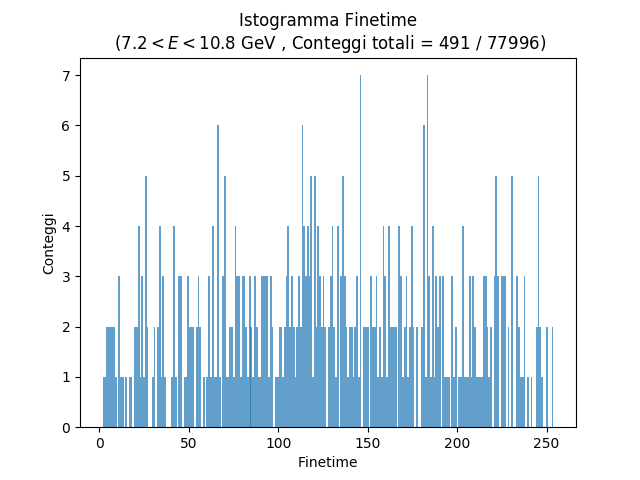 Istogramma Finetime
(7.2 < E < 10.8 GeV , Conteggi totali = 491 / 77996)
7
6
5
4
3
2
1
0
Conteggi
0 50 100 150 200 250
Finetime